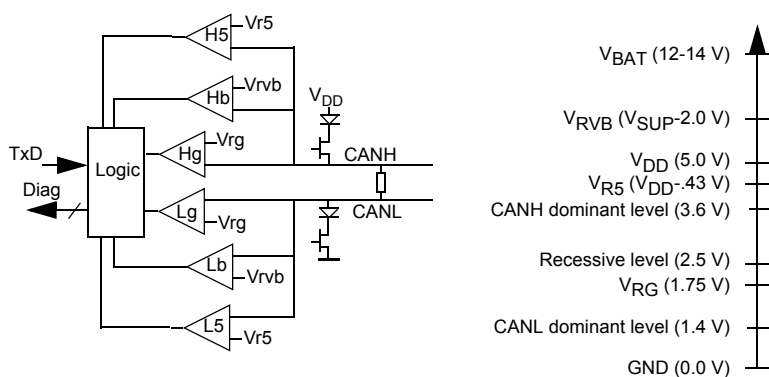 H5
Vr5
Hb
Vrvb
VDD
TxD
Logic
Hg
Vrg
CANH
Diag
Lg
Vrg
CANL
Lb
Vrvb
L5
Vr5
VBAT (12-14 V)
VRVB (VSUP-2.0 V)
VDD (5.0 V)
VR5 (VDD-.43 V)
CANH dominant level (3.6 V)
Recessive level (2.5 V)
VRG (1.75 V)
CANL dominant level (1.4 V)
GND (0.0 V)